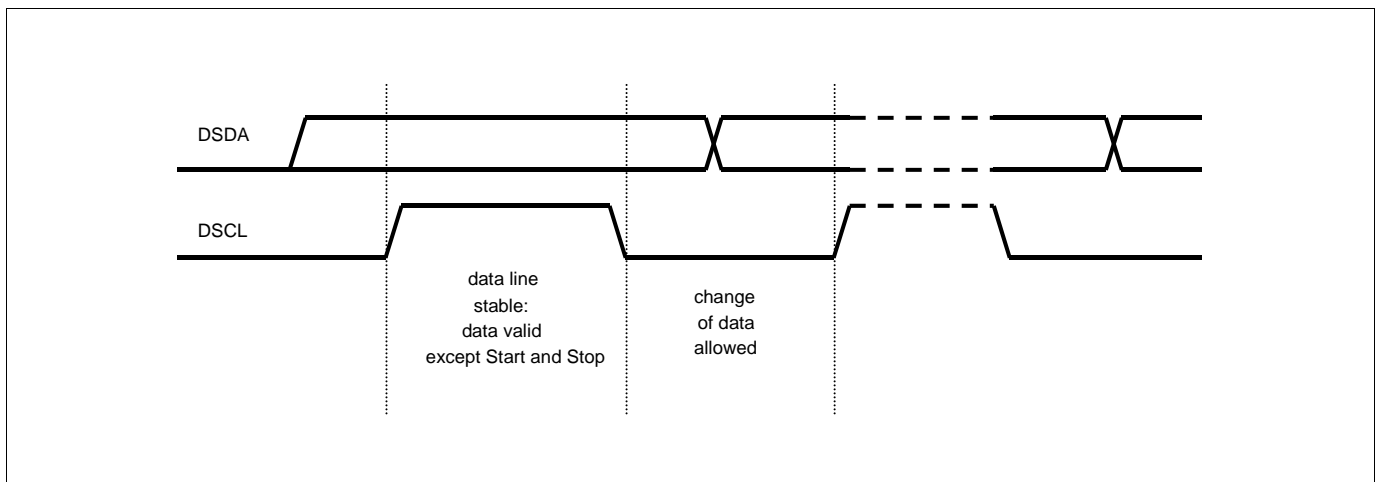 DSDA
DSCL
data line
stable:
data valid
except Start and Stop
change
of data
allowed